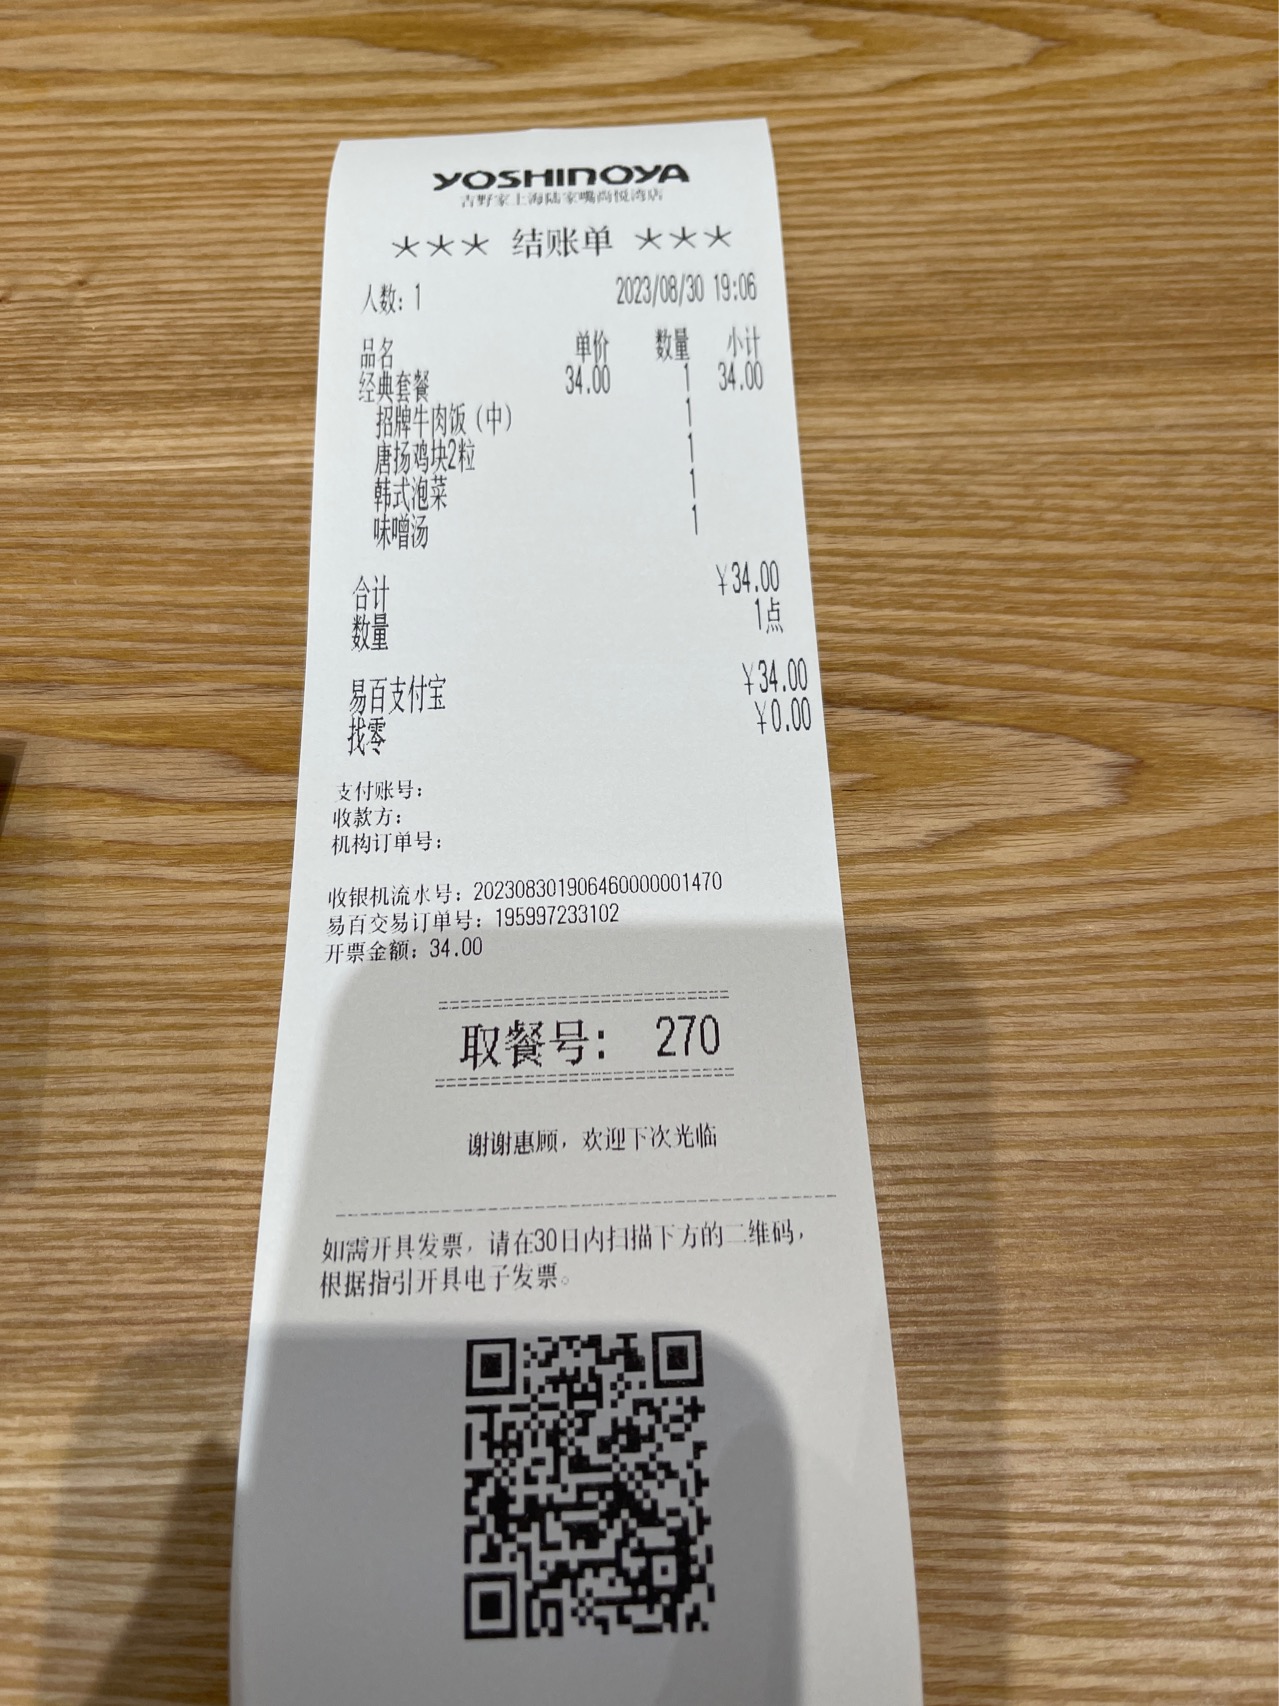 YOSHINOYA
吉野家上海陆家嘴尚悦湾店
*** 结账单 ***
人数: 1 2023/08/30 19:06
品名 单价 数量 小计
经典套餐 34.00 1 34.00
招牌牛肉饭(中) 1
唐扬鸡块2粒 1
韩式泡菜 1
味噌汤 1
合计 ¥34.00
数量 1点
易百支付宝 ¥34.00
找零 ¥0.00
支付账号:
收款方:
机构订单号:
收银机流水号: 2023083019064600000001470
易百交易订单号: 195997233102
开票金额: 34.00
取餐号: 270
谢谢惠顾，欢迎下次光临
如需开具发票，请在30日内扫描下方的二维码，
根据指引开具电子发票。